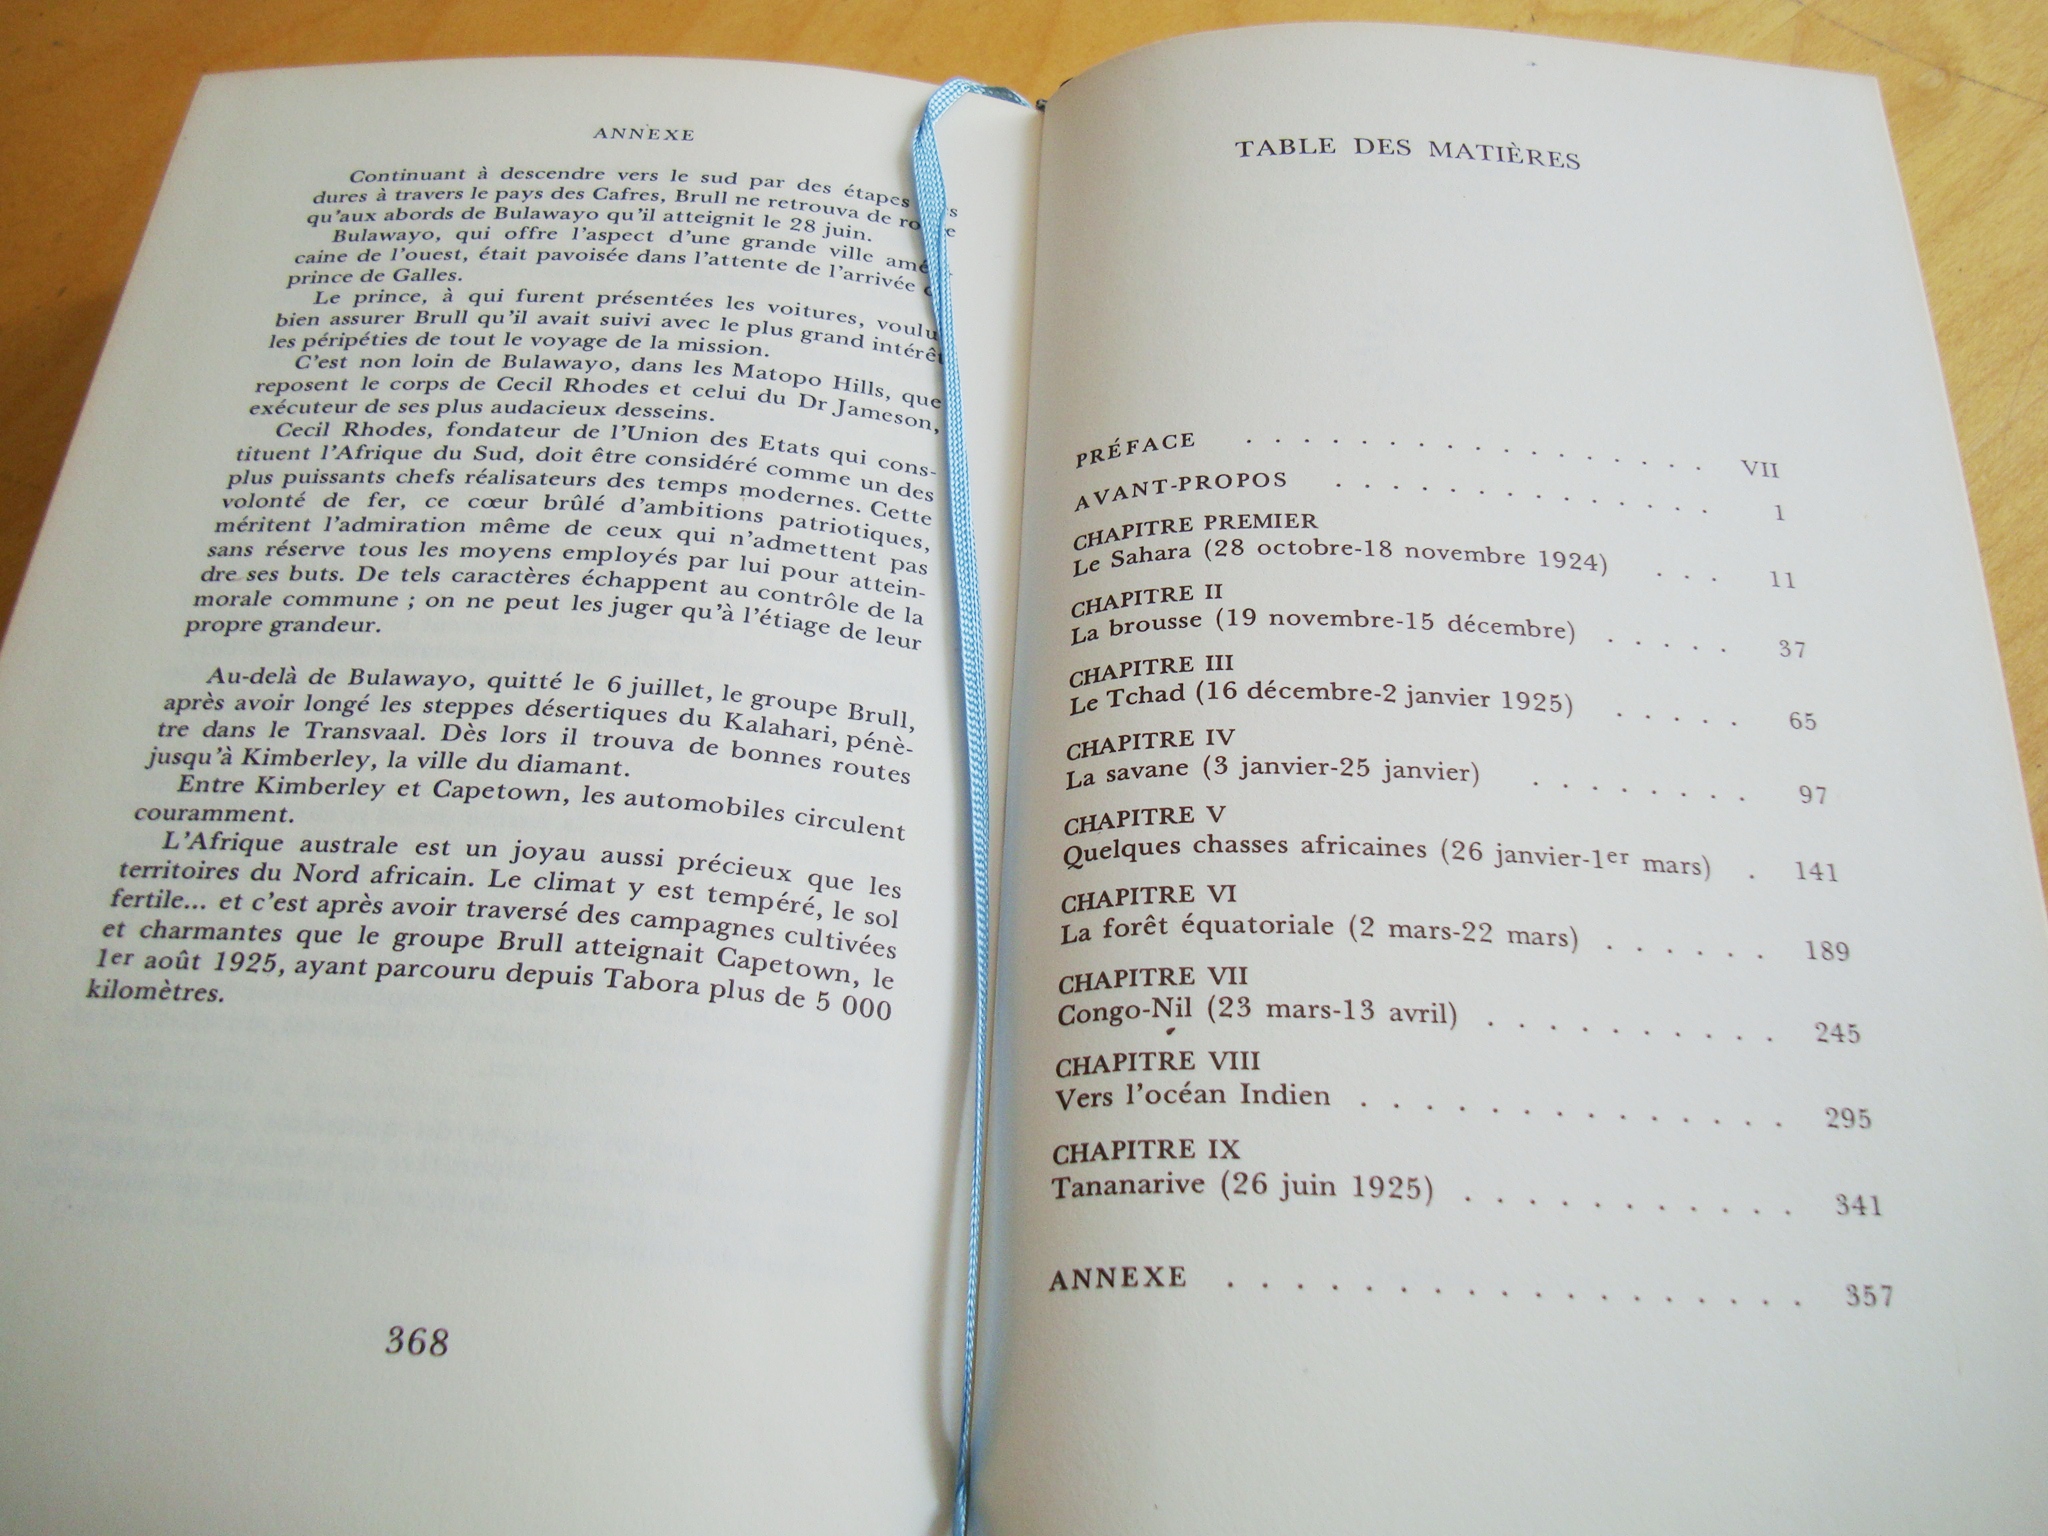 ANNEXE
Continuant à descendre vers le sud par des étapes
dures à travers le pays des Cafres, Brull ne retrouva de
qu'aux abords de Bulawayo qu'il atteignit le 28 juin.
Bulawayo, qui offre l'aspect d'une grande ville
caine de l'ouest, était pavoisée dans l'attente de l'arrivée
prince de Galles.
Le prince, à qui furent présentées les voitures, voulu
bien assurer Brull qu'il avait suivi avec le plus grand intérêt
les péripéties de tout le voyage de la mission.
C'est non loin de Bulawayo, dans les Matopo Hills, que
reposent le corps de Cecil Rhodes et celui du Dr Jameson,
exécuteur de ses plus audacieux desseins.
Cecil Rhodes, fondateur de l'Union des Etats qui cons-
tituent l'Afrique du Sud, doit être considéré comme un des
plus puissants chefs réalisateurs des temps modernes. Cette
volonté de fer, ce cœur brûlé d'ambitions patriotiques,
méritent l'admiration même de ceux qui n'admettent pas
sans réserve tous les moyens employés par lui pour attein-
dre ses buts. De tels caractères échappent au contrôle de la
morale commune ; on ne peut les juger qu'à l'étiage de leur
propre grandeur.
Au-delà de Bulawayo, quitté le 6 juillet, le groupe Brull,
après avoir longé les steppes désertiques du Kalahari, pénè-
tre dans le Transvaal. Dès lors il trouva de bonnes routes
jusqu'à Kimberley, la ville du diamant.
Entre Kimberley et Capetown, les automobiles circulent
couramment.
L'Afrique australe est un joyau aussi précieux que les
territoires du Nord africain. Le climat y est tempéré, le sol
fertile... et c'est après avoir traversé des campagnes cultivées
et charmantes que le groupe Brull atteignait Capetown, le
1er août 1925, ayant parcouru depuis Tabora plus de 5 000
kilomètres.
368
TABLE DES MATIÈRES
PRÉFACE . . . . . . . . . . . . . . . . VII
AVANT-PROPOS . . . . . . . . . . . . . 1
CHAPITRE PREMIER
Le Sahara (28 octobre-18 novembre 1924) . . . 11
CHAPITRE II
La brousse (19 novembre-15 décembre) . . . . . 37
CHAPITRE III
Le Tchad (16 décembre-2 janvier 1925) . . . . . 65
CHAPITRE IV
La savane (3 janvier-25 janvier) . . . . . . . . 97
CHAPITRE V
Quelques chasses africaines (26 janvier-1er mars) . 141
CHAPITRE VI
La forêt équatoriale (2 mars-22 mars) . . . . . . 189
CHAPITRE VII
Congo-Nil (23 mars-13 avril) . . . . . . . . . . 245
CHAPITRE VIII
Vers l'océan Indien . . . . . . . . . . . . . . 295
CHAPITRE IX
Tananarive (26 juin 1925) . . . . . . . . . . . 341
ANNEXE . . . . . . . . . . . . . . . . . . 357